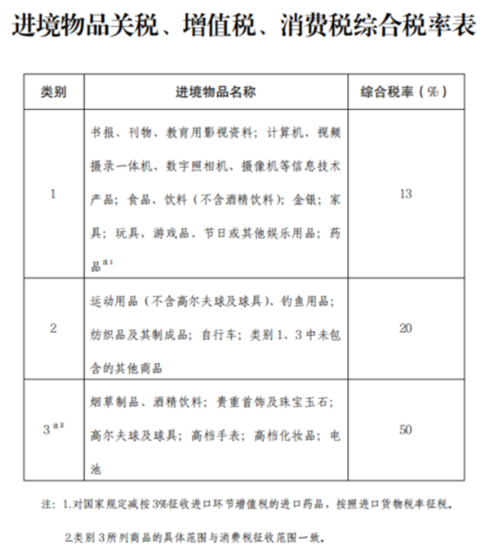 进境物品关税、增值税、消费税综合税率表
类别 进境物品名称 综合税率（%）
书报、刊物、教育用影视资料；计算机、视频
摄录一体机、数字照相机、摄像机等信息技术
1 产品；食品、饮料（不含酒精饮料）；金银；家 13
具；玩具，游戏品、节日或其他娱乐用品；药
品注1
运动用品（不含高尔夫球及球具）、钓鱼用品；
2 纺织品及其制成品；自行车；类别 1、3 中未包 20
含的其他商品
烟草制品、酒精饮料；贵重首饰及珠宝玉石；
3注2 高尔夫球及球具；高档手表；高档化妆品；电 50
池
注：1.对国家规定减按3%征收进口环节增值税的进口药品，按照进口货物税率征税。
2.类别 3 所列商品的具体范围与消费税征收范围一致。